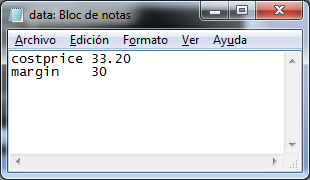 data: Bloc de notas
Archivo Edición Formato Ver Ayuda
costprice 33.20
margin    30